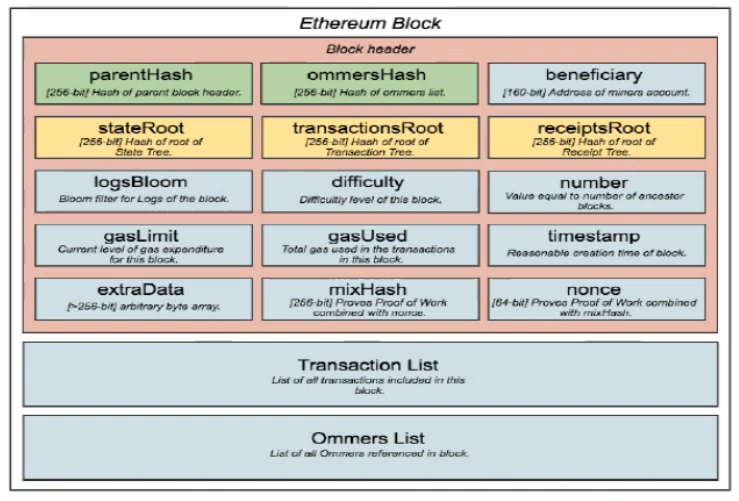 Ethereum Block
Block header
parentHash
[256-bit] Hash of parent block header.
ommersHash
[256-bit] Hash of ommers list.
beneficiary
[160-bit] Address of miners account.
stateRoot
[256-bit] Hash of root of
State Tree.
transactionsRoot
[256-bit] Hash of root of
Transaction Tree.
receiptsRoot
[256-bit] Hash of root of
Receipt Tree.
logsBloom
Bloom filter for Logs of the block.
difficulty
Difficultly level of this block.
number
Value equal to number of ancestor
blocks.
gasLimit
Current level of gas expenditure
for this block.
gasUsed
Total gas used in the transactions
in this block.
timestamp
Reasonable creation time of block.
extraData
[>256-bit] arbitrary byte array.
mixHash
[256-bit] Proves Proof of Work
combined with nonce.
nonce
[64-bit] Proves Proof of Work combined
with mixHash.
Transaction List
List of all transactions included in this
block.
Ommers List
List of all Ommers referenced in block.